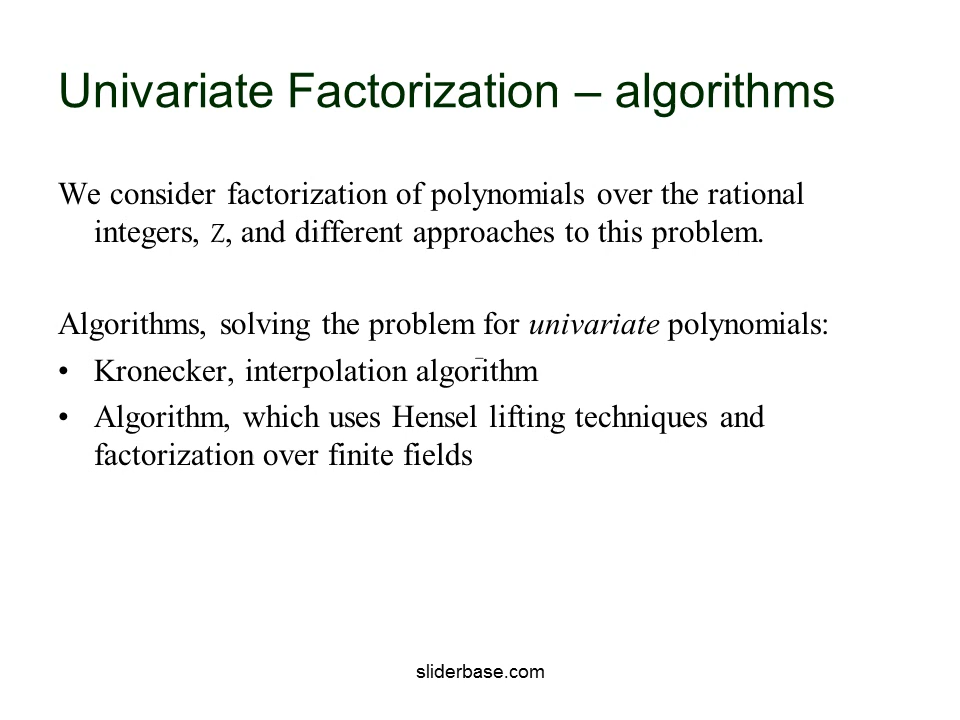 Univariate Factorization – algorithms
We consider factorization of polynomials over the rational
integers, Z, and different approaches to this problem.
Algorithms, solving the problem for univariate polynomials:
• Kronecker, interpolation algorithm
• Algorithm, which uses Hensel lifting techniques and
factorization over finite fields
sliderbase.com